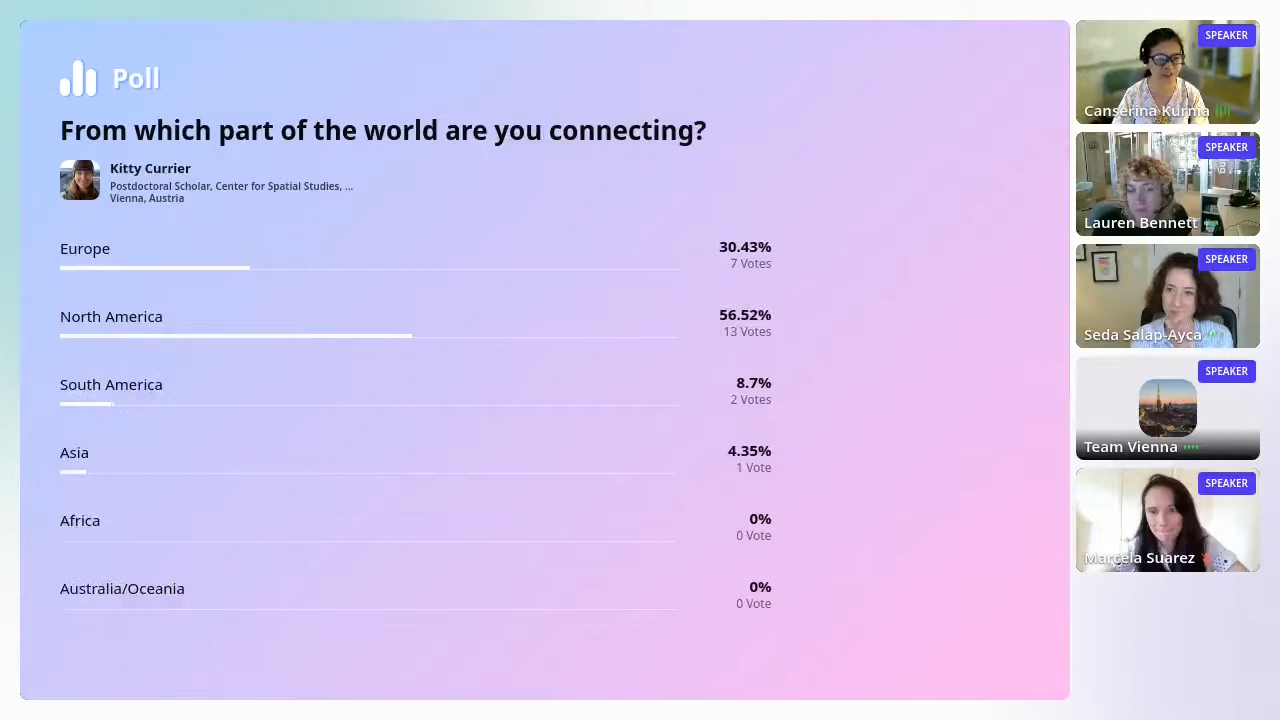 Poll
From which part of the world are you connecting?
Kitty Currier
Postdoctoral Scholar, Center for Spatial Studies, ...
Vienna, Austria
Europe
30.43%
7 Votes
North America
56.52%
13 Votes
South America
8.7%
2 Votes
Asia
4.35%
1 Vote
Africa
0%
0 Vote
Australia/Oceania
0%
0 Vote
SPEAKER
Canserina Kurnia
SPEAKER
Lauren Bennett
SPEAKER
Seda Salap-Ayca
SPEAKER
Team Vienna
SPEAKER
Marcela Suarez